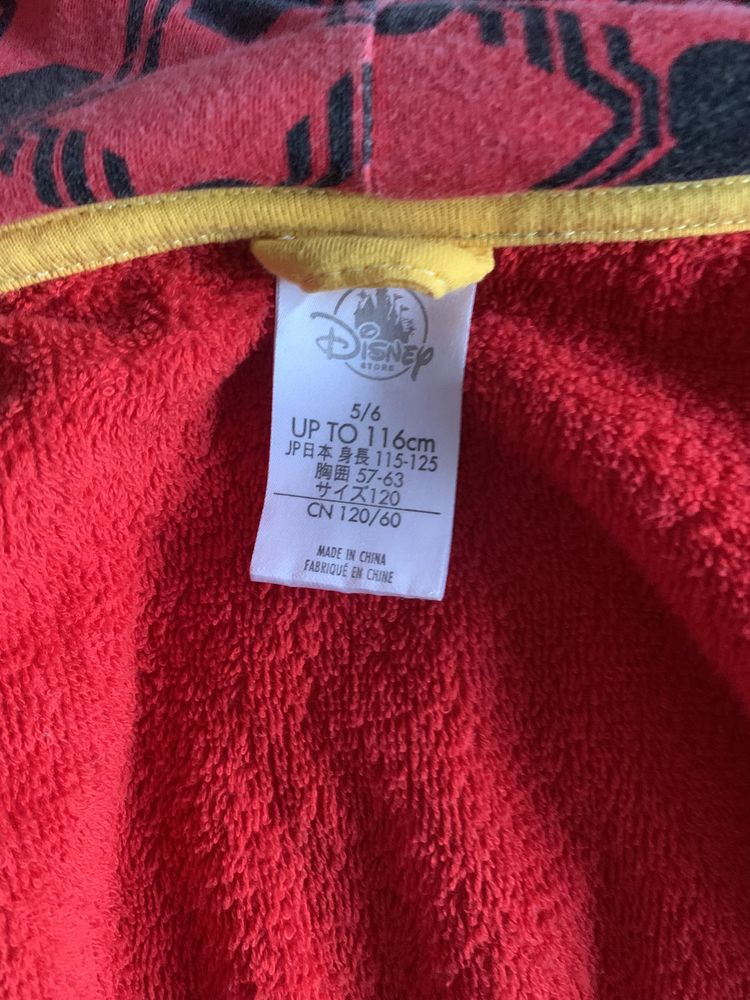 Disney
STORE
5/6
UP TO 116cm
JP日本 身長 115-125
胸囲 57-63
サイズ120
CN 120/60
MADE IN CHINA
FABRIQUÉ EN CHINE